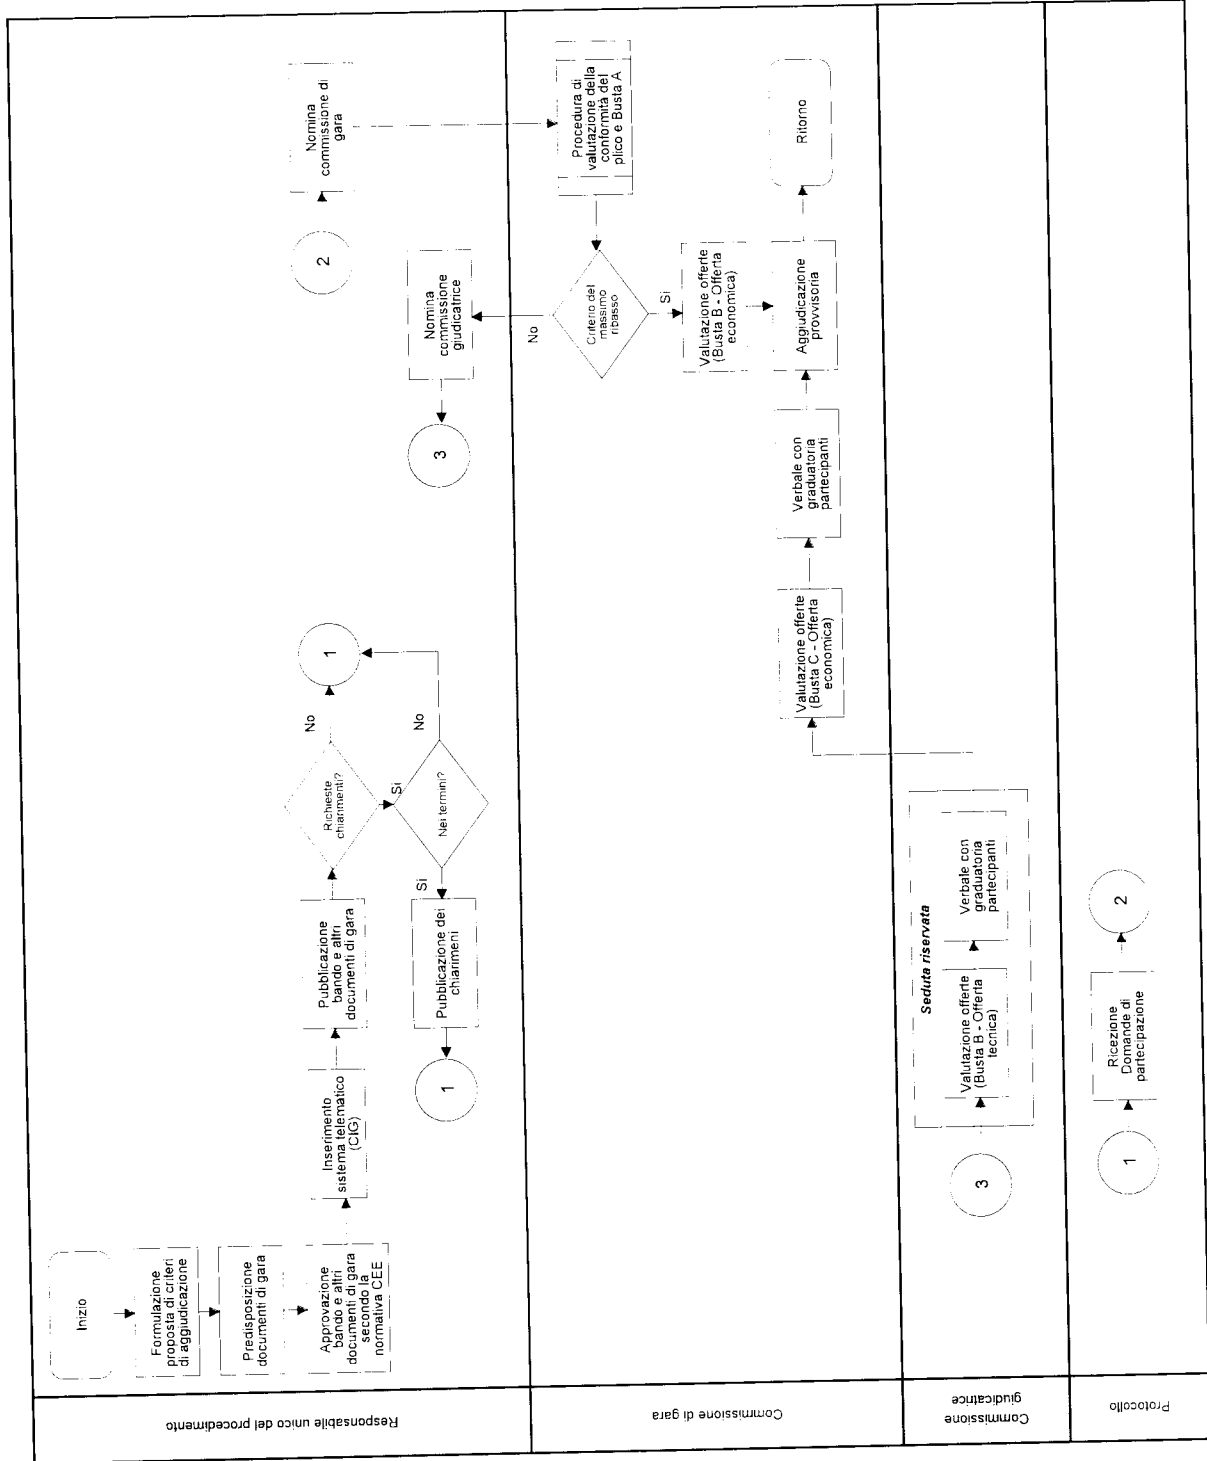 Responsabile unico del procedimento
Inizio
Formulazione
proposta di criteri
di aggiudicazione
Predisposizione
documenti di gara
Approvazione
bando e altri
documenti di gara
secondo la
normativa CEE
Inserimento
sistema telematico
(CIG)
Pubblicazione
bando e altri
documenti di gara
Richieste
chiarimenti?
No
1
Si
Nei termini?
No
Si
Pubblicazione dei
chiarimeni
1
2
Nomina
commissione di
gara
Nomina
commissione
giudicatrice
3
Commissione di gara
Procedura di
valutazione della
conformità del
plico e Busta A
Criterio del
massimo
ribasso
No
Si
Valutazione offerte
(Busta B - Offerta
economica)
Valutazione offerte
(Busta C - Offerta
economica)
Verbale con
graduatoria
partecipanti
Aggiudicazione
provvisoria
Ritorno
Commissione
giudicatrice
3
Seduta riservata
Valutazione offerte
(Busta B - Offerta
tecnica)
Verbale con
graduatoria
partecipanti
Protocollo
1
Ricezione
Domande di
partecipazione
2